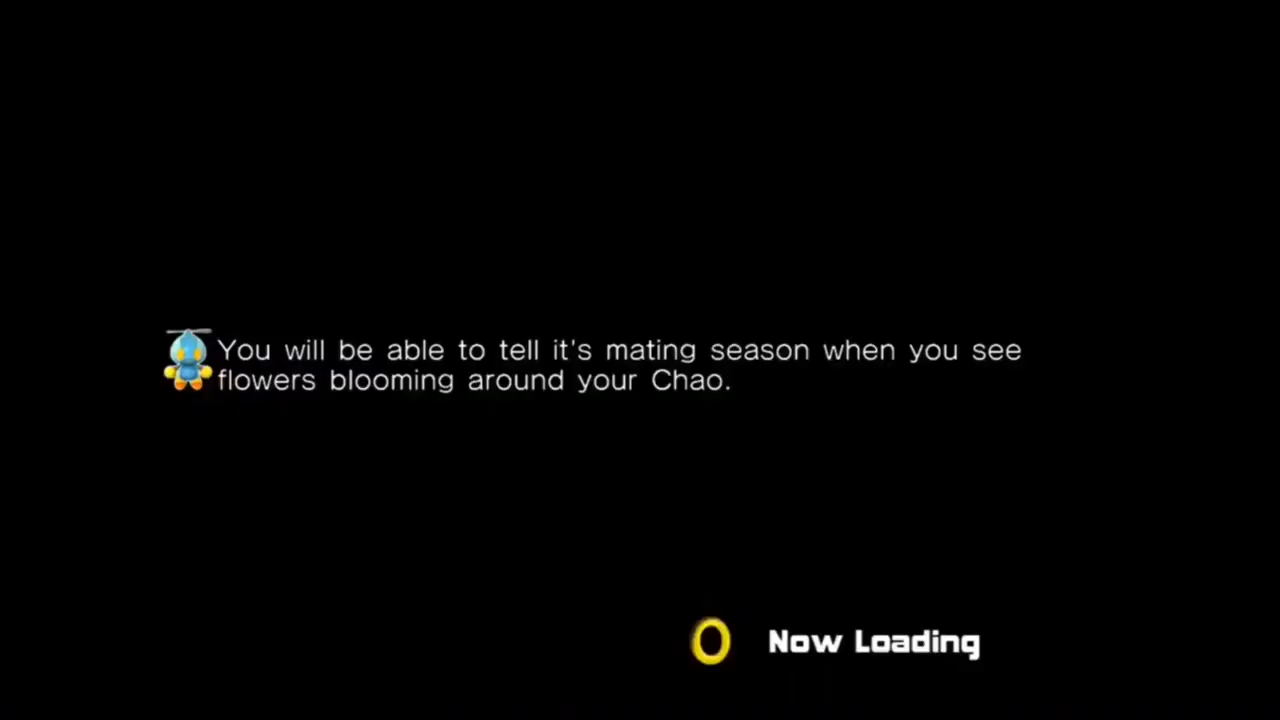 You will be able to tell it's mating season when you see
flowers blooming around your Chao.
Now Loading